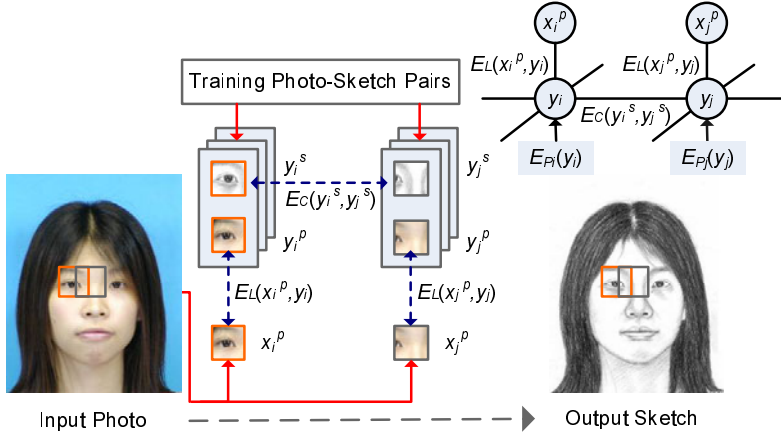 x_i^p
x_j^p
E_L(x_i^p,y_i)
E_L(x_j^p,y_j)
Training Photo-Sketch Pairs
y_i
y_j
E_C(y_i^s,y_j^s)
y_i^s
y_j^s
E_Pi(y_i)
E_Pj(y_j)
E_C(y_i^s,y_j^s)
y_i^p
y_j^p
E_L(x_i^p,y_i)
E_L(x_j^p,y_j)
x_i^p
x_j^p
Input Photo
Output Sketch